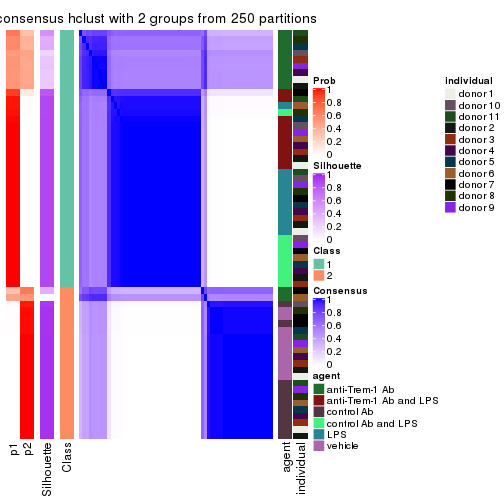 consensus hclust with 2 groups from 250 partitions
Prob
1
0.8
0.6
0.4
0.2
0
Silhouette
1
0.8
0.6
0.4
0.2
0
Class
1
2
Consensus
1
0.8
0.6
0.4
0.2
0
agent
anti-Trem-1 Ab
anti-Trem-1 Ab and LPS
control Ab
control Ab and LPS
LPS
vehicle
individual
donor 1
donor 10
donor 11
donor 2
donor 3
donor 4
donor 5
donor 6
donor 7
donor 8
donor 9
p1
p2
Silhouette
Class
agent
individual